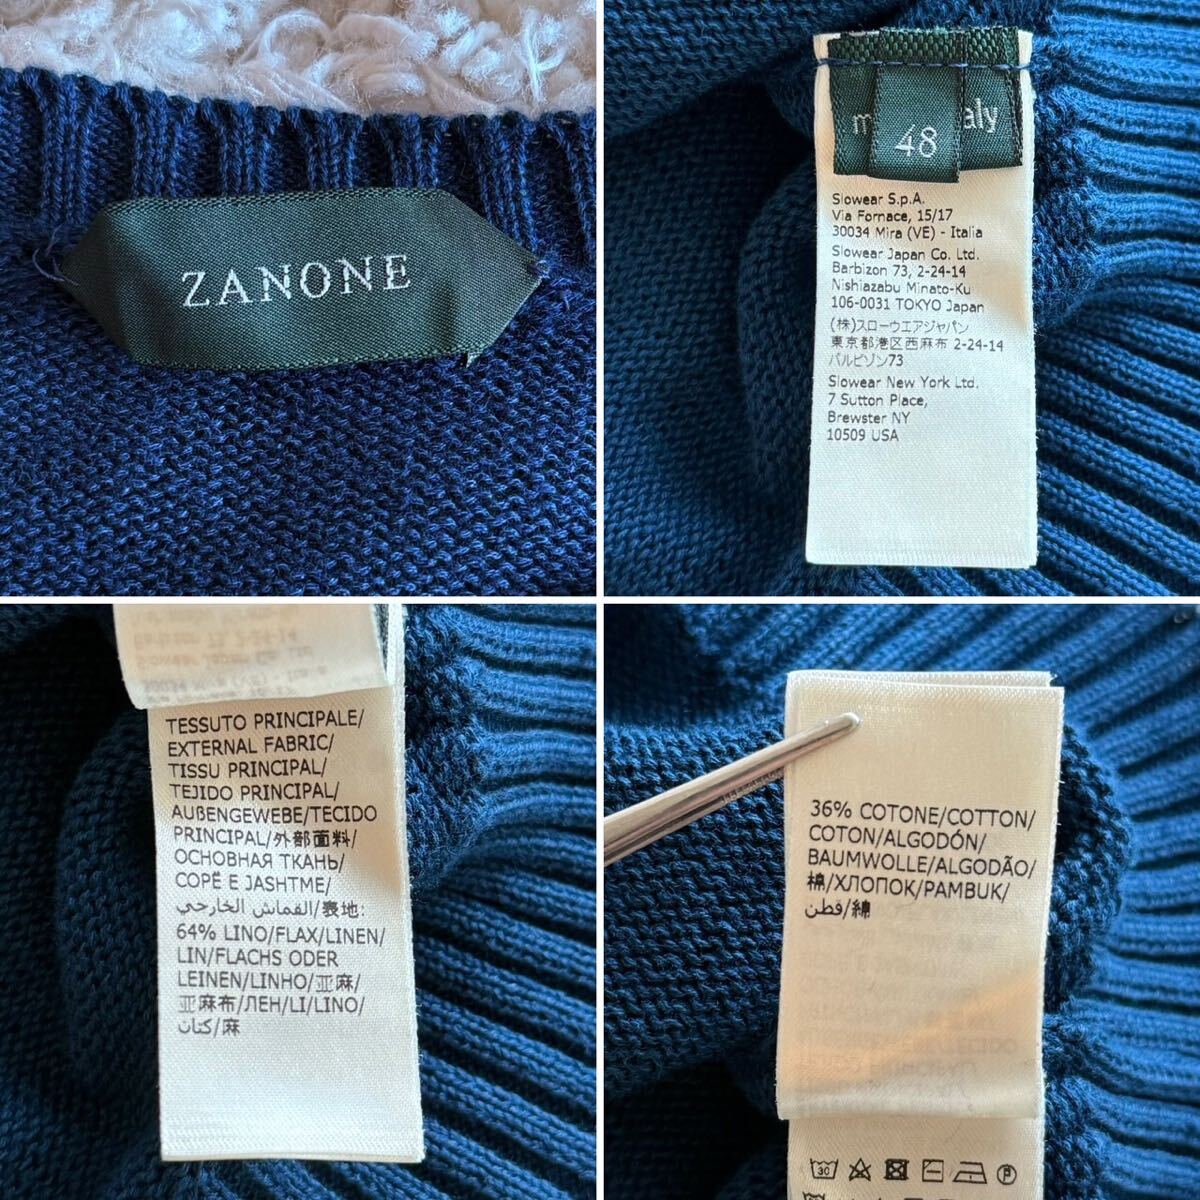 ZANONE
48
aly
Slowear S.p.A.
Via Fornace, 15/17
30034 Mira (VE) - Italia
Slowear Japan Co. Ltd.
Barbizon 73, 2-24-14
Nishiazabu Minato-Ku
106-0031 TOKYO Japan
(株)スローウエアジャパン
東京都港区西麻布 2-24-14
バルビゾン73
Slowear New York Ltd.
7 Sutton Place,
Brewster NY
10509 USA
TESSUTO PRINCIPALE/
EXTERNAL FABRIC/
TISSU PRINCIPAL/
TEJIDO PRINCIPAL/
AUßENGEWEBE/TECIDO
PRINCIPAL/外部面料/
ОСНОВНАЯ ТКАНЬ/
COPË E JASHTME/
القماش الخارجي/表地:
64% LINO/FLAX/LINEN/
LIN/FLACHS ODER
LEINEN/LINHO/亚麻/
亚麻布/ЛЕН/LI/LINO/
كتان/麻
36% COTONE/COTTON/
COTON/ALGODÓN/
BAUMWOLLE/ALGODÃO/
棉/ХЛОПОК/PAMBUK/
قطن/綿
30
P